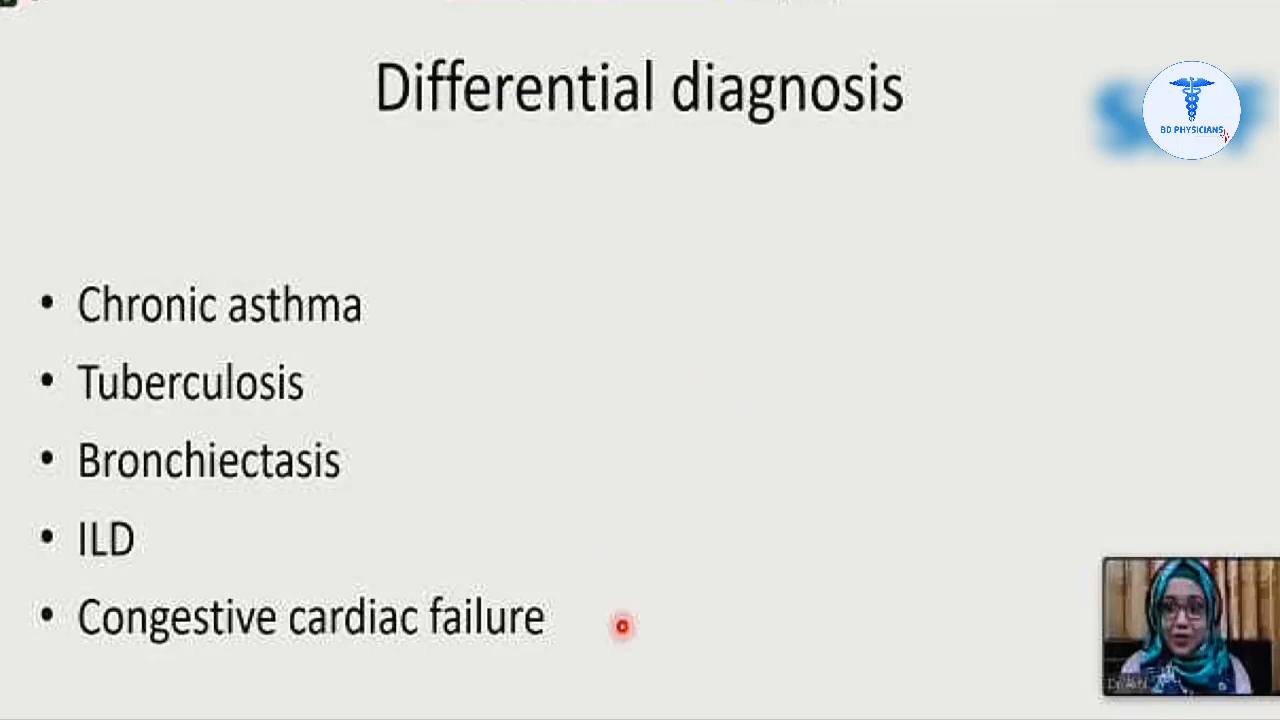 Differential diagnosis
BD PHYSICIANS
• Chronic asthma
• Tuberculosis
• Bronchiectasis
• ILD
• Congestive cardiac failure